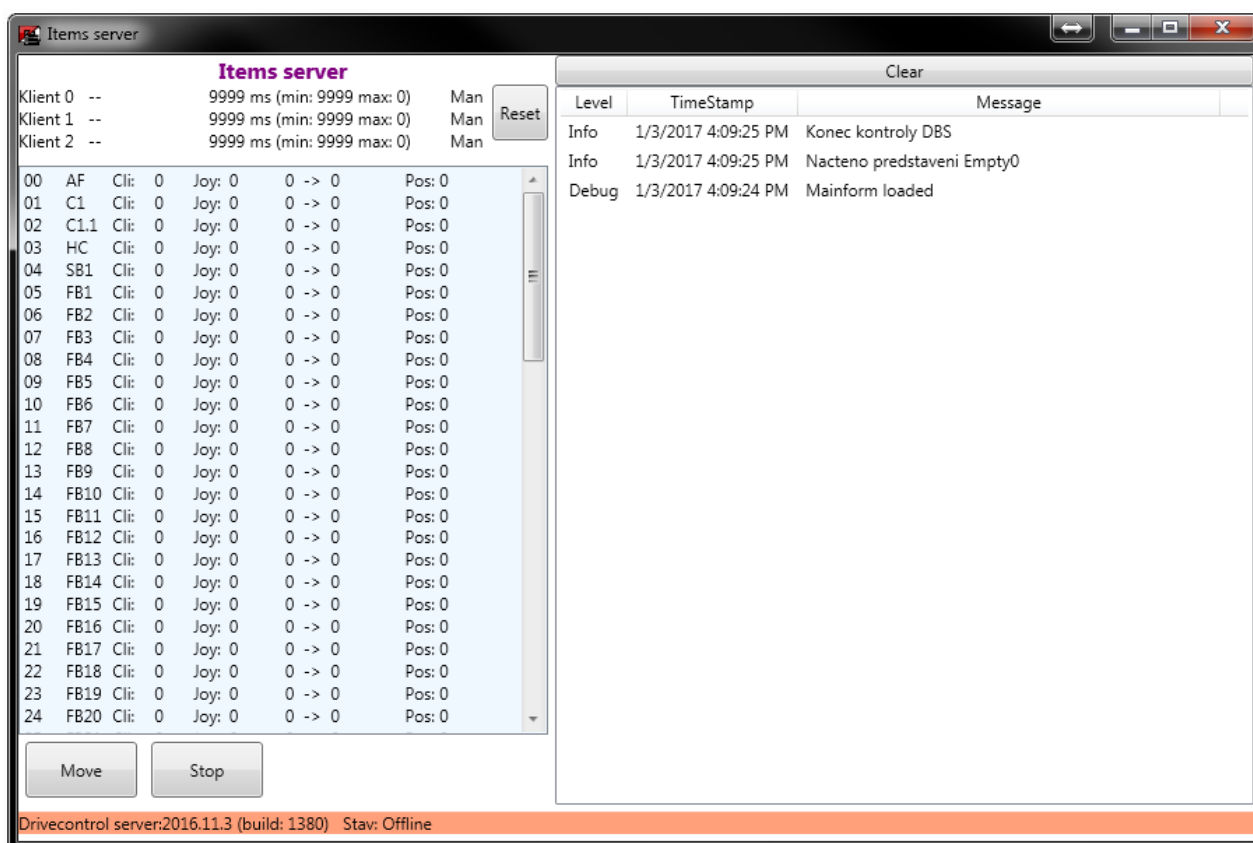 Items server
Items server
Klient 0 -- 9999 ms (min: 9999 max: 0) Man
Klient 1 -- 9999 ms (min: 9999 max: 0) Man
Klient 2 -- 9999 ms (min: 9999 max: 0) Man
Reset
00 AF Cli: 0 Joy: 0 0 -> 0 Pos: 0
01 C1 Cli: 0 Joy: 0 0 -> 0 Pos: 0
02 C1.1 Cli: 0 Joy: 0 0 -> 0 Pos: 0
03 HC Cli: 0 Joy: 0 0 -> 0 Pos: 0
04 SB1 Cli: 0 Joy: 0 0 -> 0 Pos: 0
05 FB1 Cli: 0 Joy: 0 0 -> 0 Pos: 0
06 FB2 Cli: 0 Joy: 0 0 -> 0 Pos: 0
07 FB3 Cli: 0 Joy: 0 0 -> 0 Pos: 0
08 FB4 Cli: 0 Joy: 0 0 -> 0 Pos: 0
09 FB5 Cli: 0 Joy: 0 0 -> 0 Pos: 0
10 FB6 Cli: 0 Joy: 0 0 -> 0 Pos: 0
11 FB7 Cli: 0 Joy: 0 0 -> 0 Pos: 0
12 FB8 Cli: 0 Joy: 0 0 -> 0 Pos: 0
13 FB9 Cli: 0 Joy: 0 0 -> 0 Pos: 0
14 FB10 Cli: 0 Joy: 0 0 -> 0 Pos: 0
15 FB11 Cli: 0 Joy: 0 0 -> 0 Pos: 0
16 FB12 Cli: 0 Joy: 0 0 -> 0 Pos: 0
17 FB13 Cli: 0 Joy: 0 0 -> 0 Pos: 0
18 FB14 Cli: 0 Joy: 0 0 -> 0 Pos: 0
19 FB15 Cli: 0 Joy: 0 0 -> 0 Pos: 0
20 FB16 Cli: 0 Joy: 0 0 -> 0 Pos: 0
21 FB17 Cli: 0 Joy: 0 0 -> 0 Pos: 0
22 FB18 Cli: 0 Joy: 0 0 -> 0 Pos: 0
23 FB19 Cli: 0 Joy: 0 0 -> 0 Pos: 0
24 FB20 Cli: 0 Joy: 0 0 -> 0 Pos: 0
Move Stop
Clear
Level TimeStamp Message
Info 1/3/2017 4:09:25 PM Konec kontroly DBS
Info 1/3/2017 4:09:25 PM Nacteno predstaveni Empty0
Debug 1/3/2017 4:09:24 PM Mainform loaded
Drivecontrol server:2016.11.3 (build: 1380) Stav: Offline